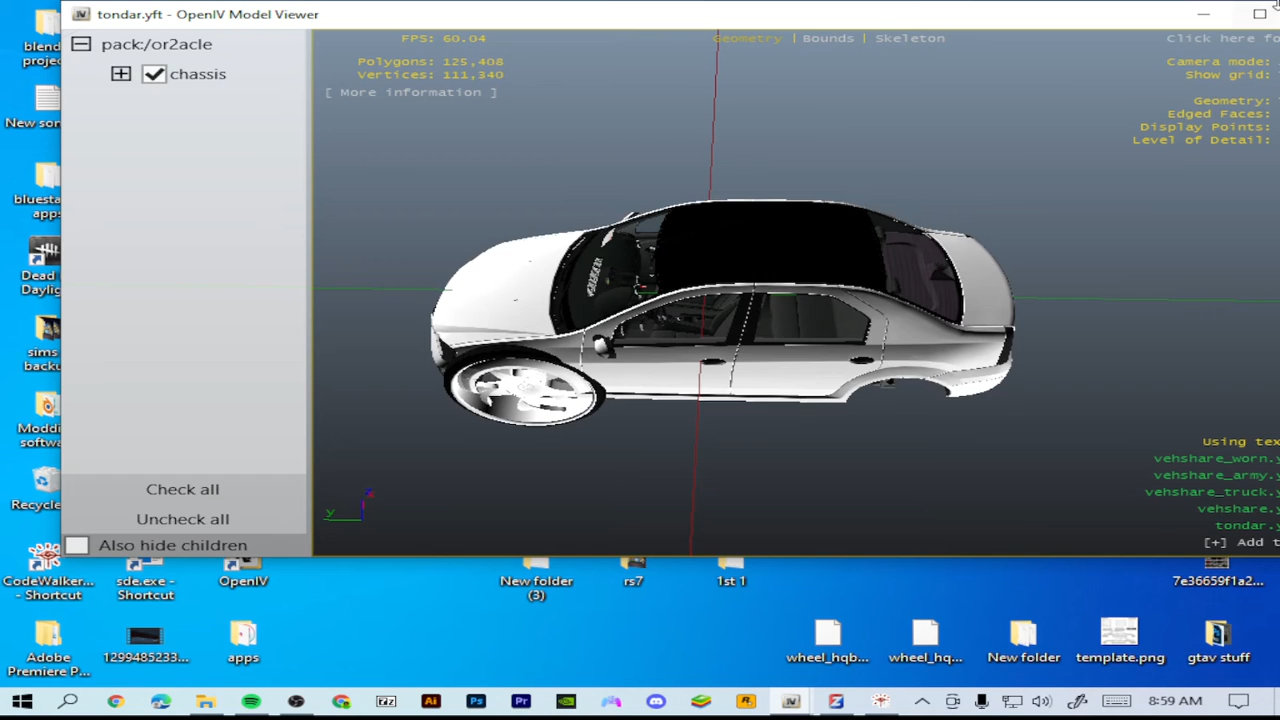 tondar.yft - OpenIV Model Viewer
pack:/or2acle
chassis
FPS: 60.04
Geometry | Bounds | Skeleton
Click here fo
Polygons: 125,408
Vertices: 111,340
[ More information ]
Camera mode:
Show grid:
Geometry:
Edged Faces:
Display Points:
Level of Detail:
Using tex
vehshare_worn.y
vehshare_army.y
vehshare_truck.y
vehshare.y
tondar.
[+] Add t
Check all
Uncheck all
Also hide children
blend
projec
New son
bluesta
apps
Dead
Daylig
sims
backu
Moddi
softwa
Recycle
CodeWalker...
- Shortcut
sde.exe -
Shortcut
OpenIV
New folder
(3)
rs7
1st 1
7e36659f1a2...
Adobe
Premiere P...
1299485233...
apps
wheel_hqb...
wheel_hq...
New folder
template.png
gtav stuff
8:59 AM